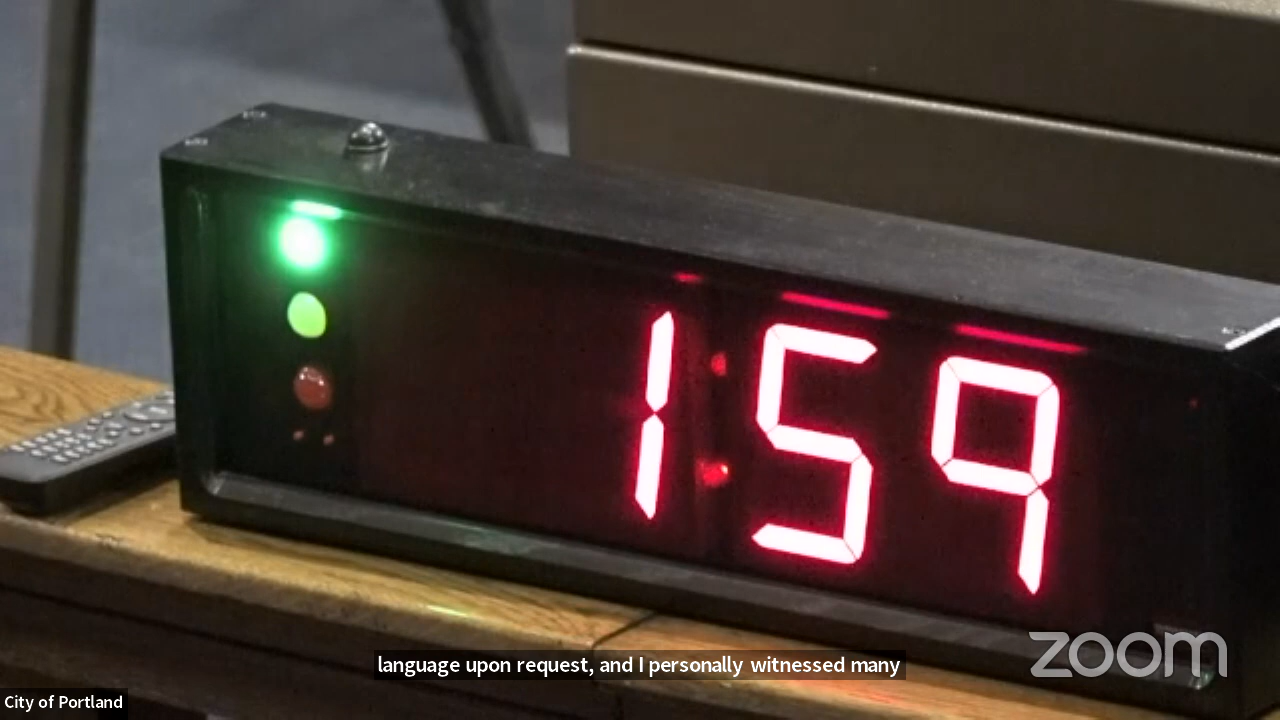 1:59
language upon request, and I personally witnessed many
zoom
City of Portland